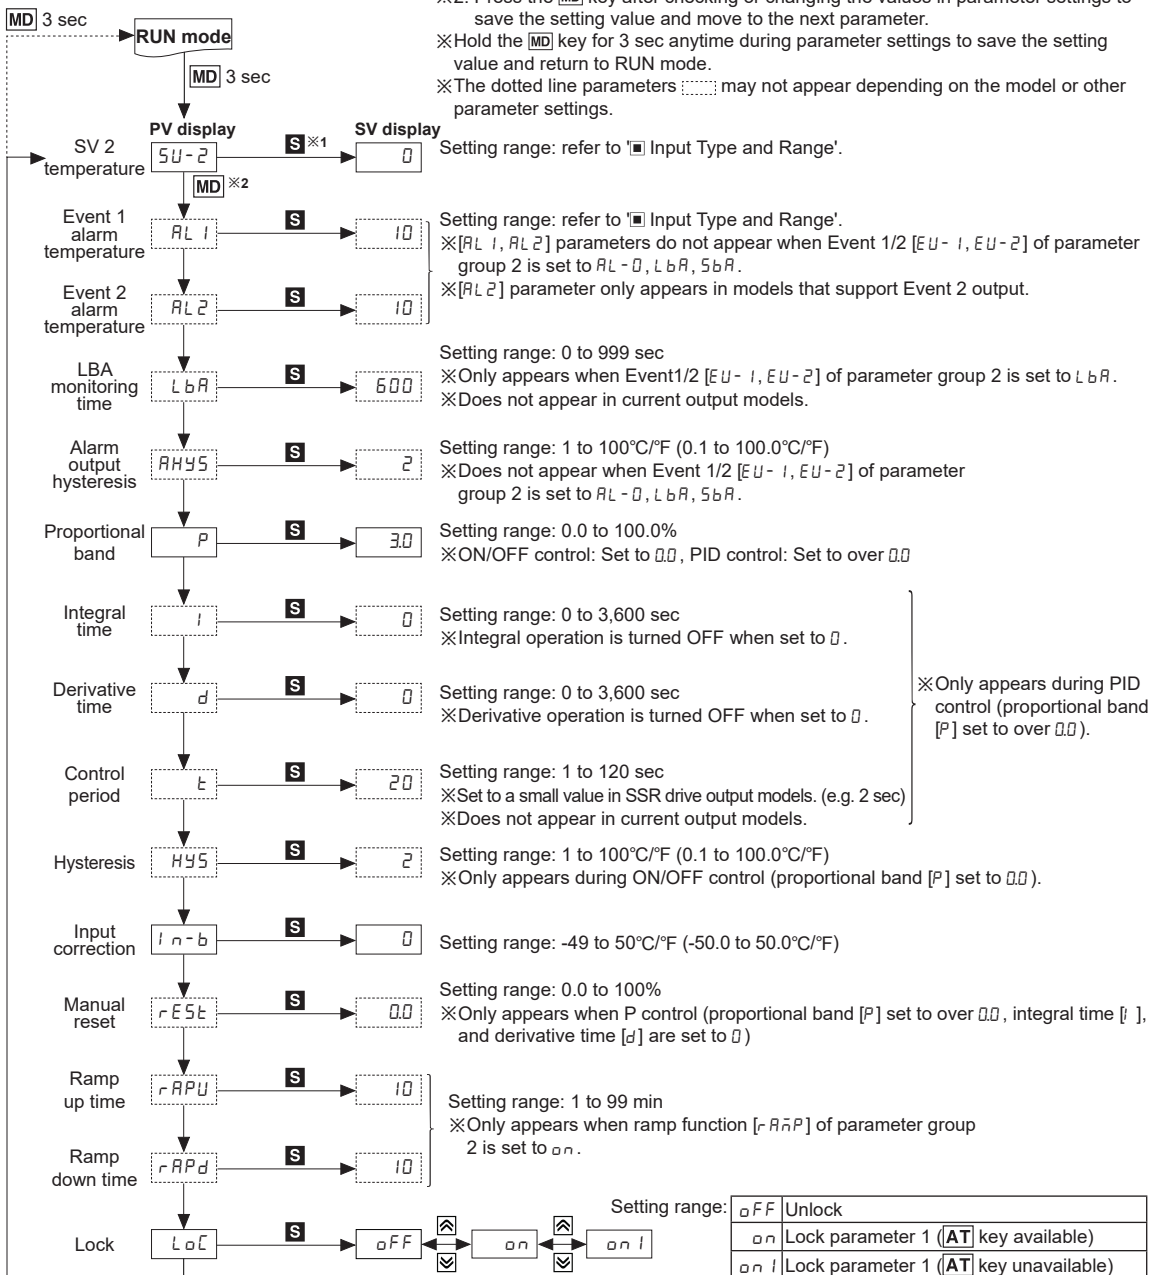 ※2. Press the MD key after checking or changing the values in parameter settings to
save the setting value and move to the next parameter.
※Hold the MD key for 3 sec anytime during parameter settings to save the setting
value and return to RUN mode.
※The dotted line parameters may not appear depending on the model or other
parameter settings.
MD 3 sec
RUN mode
MD 3 sec
PV display
SV display
SV 2
temperature
SU-2
S ※1
0
Setting range: refer to '▣ Input Type and Range'.
MD ※2
Event 1
alarm
temperature
AL1
S
10
Setting range: refer to '▣ Input Type and Range'.
※[AL1, AL2] parameters do not appear when Event 1/2 [EU-1, EU-2] of parameter
group 2 is set to AL-0, LbA, SbA.
※[AL2] parameter only appears in models that support Event 2 output.
Event 2
alarm
temperature
AL2
S
10
LBA
monitoring
time
LbA
S
600
Setting range: 0 to 999 sec
※Only appears when Event1/2 [EU-1, EU-2] of parameter group 2 is set to LbA.
※Does not appear in current output models.
Alarm
output
hysteresis
AHYS
S
2
Setting range: 1 to 100°C/°F (0.1 to 100.0°C/°F)
※Does not appear when Event 1/2 [EU-1, EU-2] of parameter
group 2 is set to AL-0, LbA, SbA.
Proportional
band
P
S
3.0
Setting range: 0.0 to 100.0%
※ON/OFF control: Set to 0.0, PID control: Set to over 0.0
Integral
time
I
S
0
Setting range: 0 to 3,600 sec
※Integral operation is turned OFF when set to 0.
Derivative
time
d
S
0
Setting range: 0 to 3,600 sec
※Derivative operation is turned OFF when set to 0.
※Only appears during PID
control (proportional band
[P] set to over 0.0).
Control
period
t
S
20
Setting range: 1 to 120 sec
※Set to a small value in SSR drive output models. (e.g. 2 sec)
※Does not appear in current output models.
Hysteresis
HYS
S
2
Setting range: 1 to 100°C/°F (0.1 to 100.0°C/°F)
※Only appears during ON/OFF control (proportional band [P] set to 0.0).
Input
correction
In-b
S
0
Setting range: -49 to 50°C/°F (-50.0 to 50.0°C/°F)
Manual
reset
rESt
S
0.0
Setting range: 0.0 to 100%
※Only appears when P control (proportional band [P] set to over 0.0, integral time [I],
and derivative time [d] are set to 0)
Ramp
up time
rAPU
S
10
Setting range: 1 to 99 min
※Only appears when ramp function [rAmP] of parameter group
2 is set to on.
Ramp
down time
rAPd
S
10
Lock
LoC
S
oFF
on
on1
Setting range:
oFF Unlock
on Lock parameter 1 (AT key available)
on1 Lock parameter 1 (AT key unavailable)